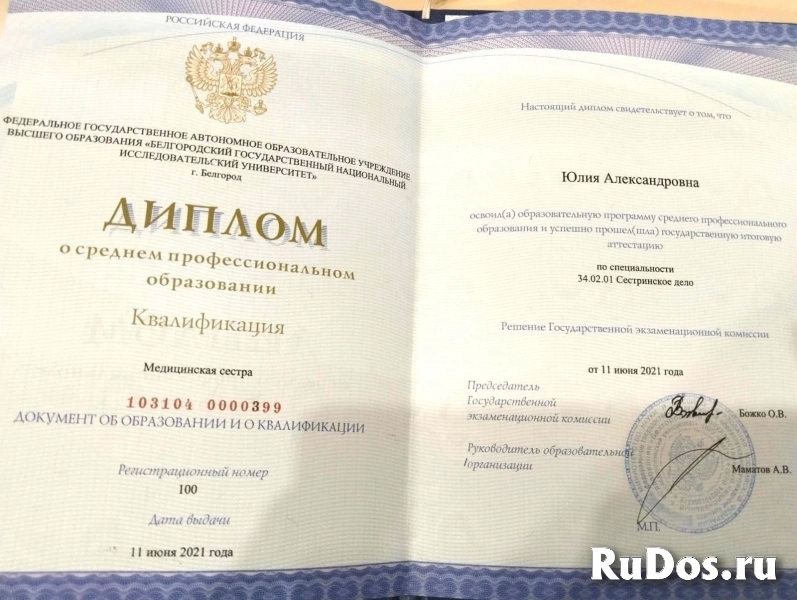 РОССИЙСКАЯ ФЕДЕРАЦИЯ
ФЕДЕРАЛЬНОЕ ГОСУДАРСТВЕННОЕ АВТОНОМНОЕ ОБРАЗОВАТЕЛЬНОЕ УЧРЕЖДЕНИЕ
ВЫСШЕГО ОБРАЗОВАНИЯ «БЕЛГОРОДСКИЙ ГОСУДАРСТВЕННЫЙ НАЦИОНАЛЬНЫЙ
ИССЛЕДОВАТЕЛЬСКИЙ УНИВЕРСИТЕТ»
г. Белгород
ДИПЛОМ
о среднем профессиональном
образовании
Квалификация
Медицинская сестра
103104 0000399
ДОКУМЕНТ ОБ ОБРАЗОВАНИИ И О КВАЛИФИКАЦИИ
Регистрационный номер
100
Дата выдачи
11 июня 2021 года
Настоящий диплом свидетельствует о том, что
Юлия Александровна
освоил(а) образовательную программу среднего профессионального
образования и успешно прошел(шла) государственную итоговую
аттестацию
по специальности
34.02.01 Сестринское дело
Решение Государственной экзаменационной комиссии
от 11 июня 2021 года
Председатель
Государственной
экзаменационной комиссии
Божко О.В.
Руководитель образовательной
организации
Маматов А.В.
М.П.
RuDos.ru